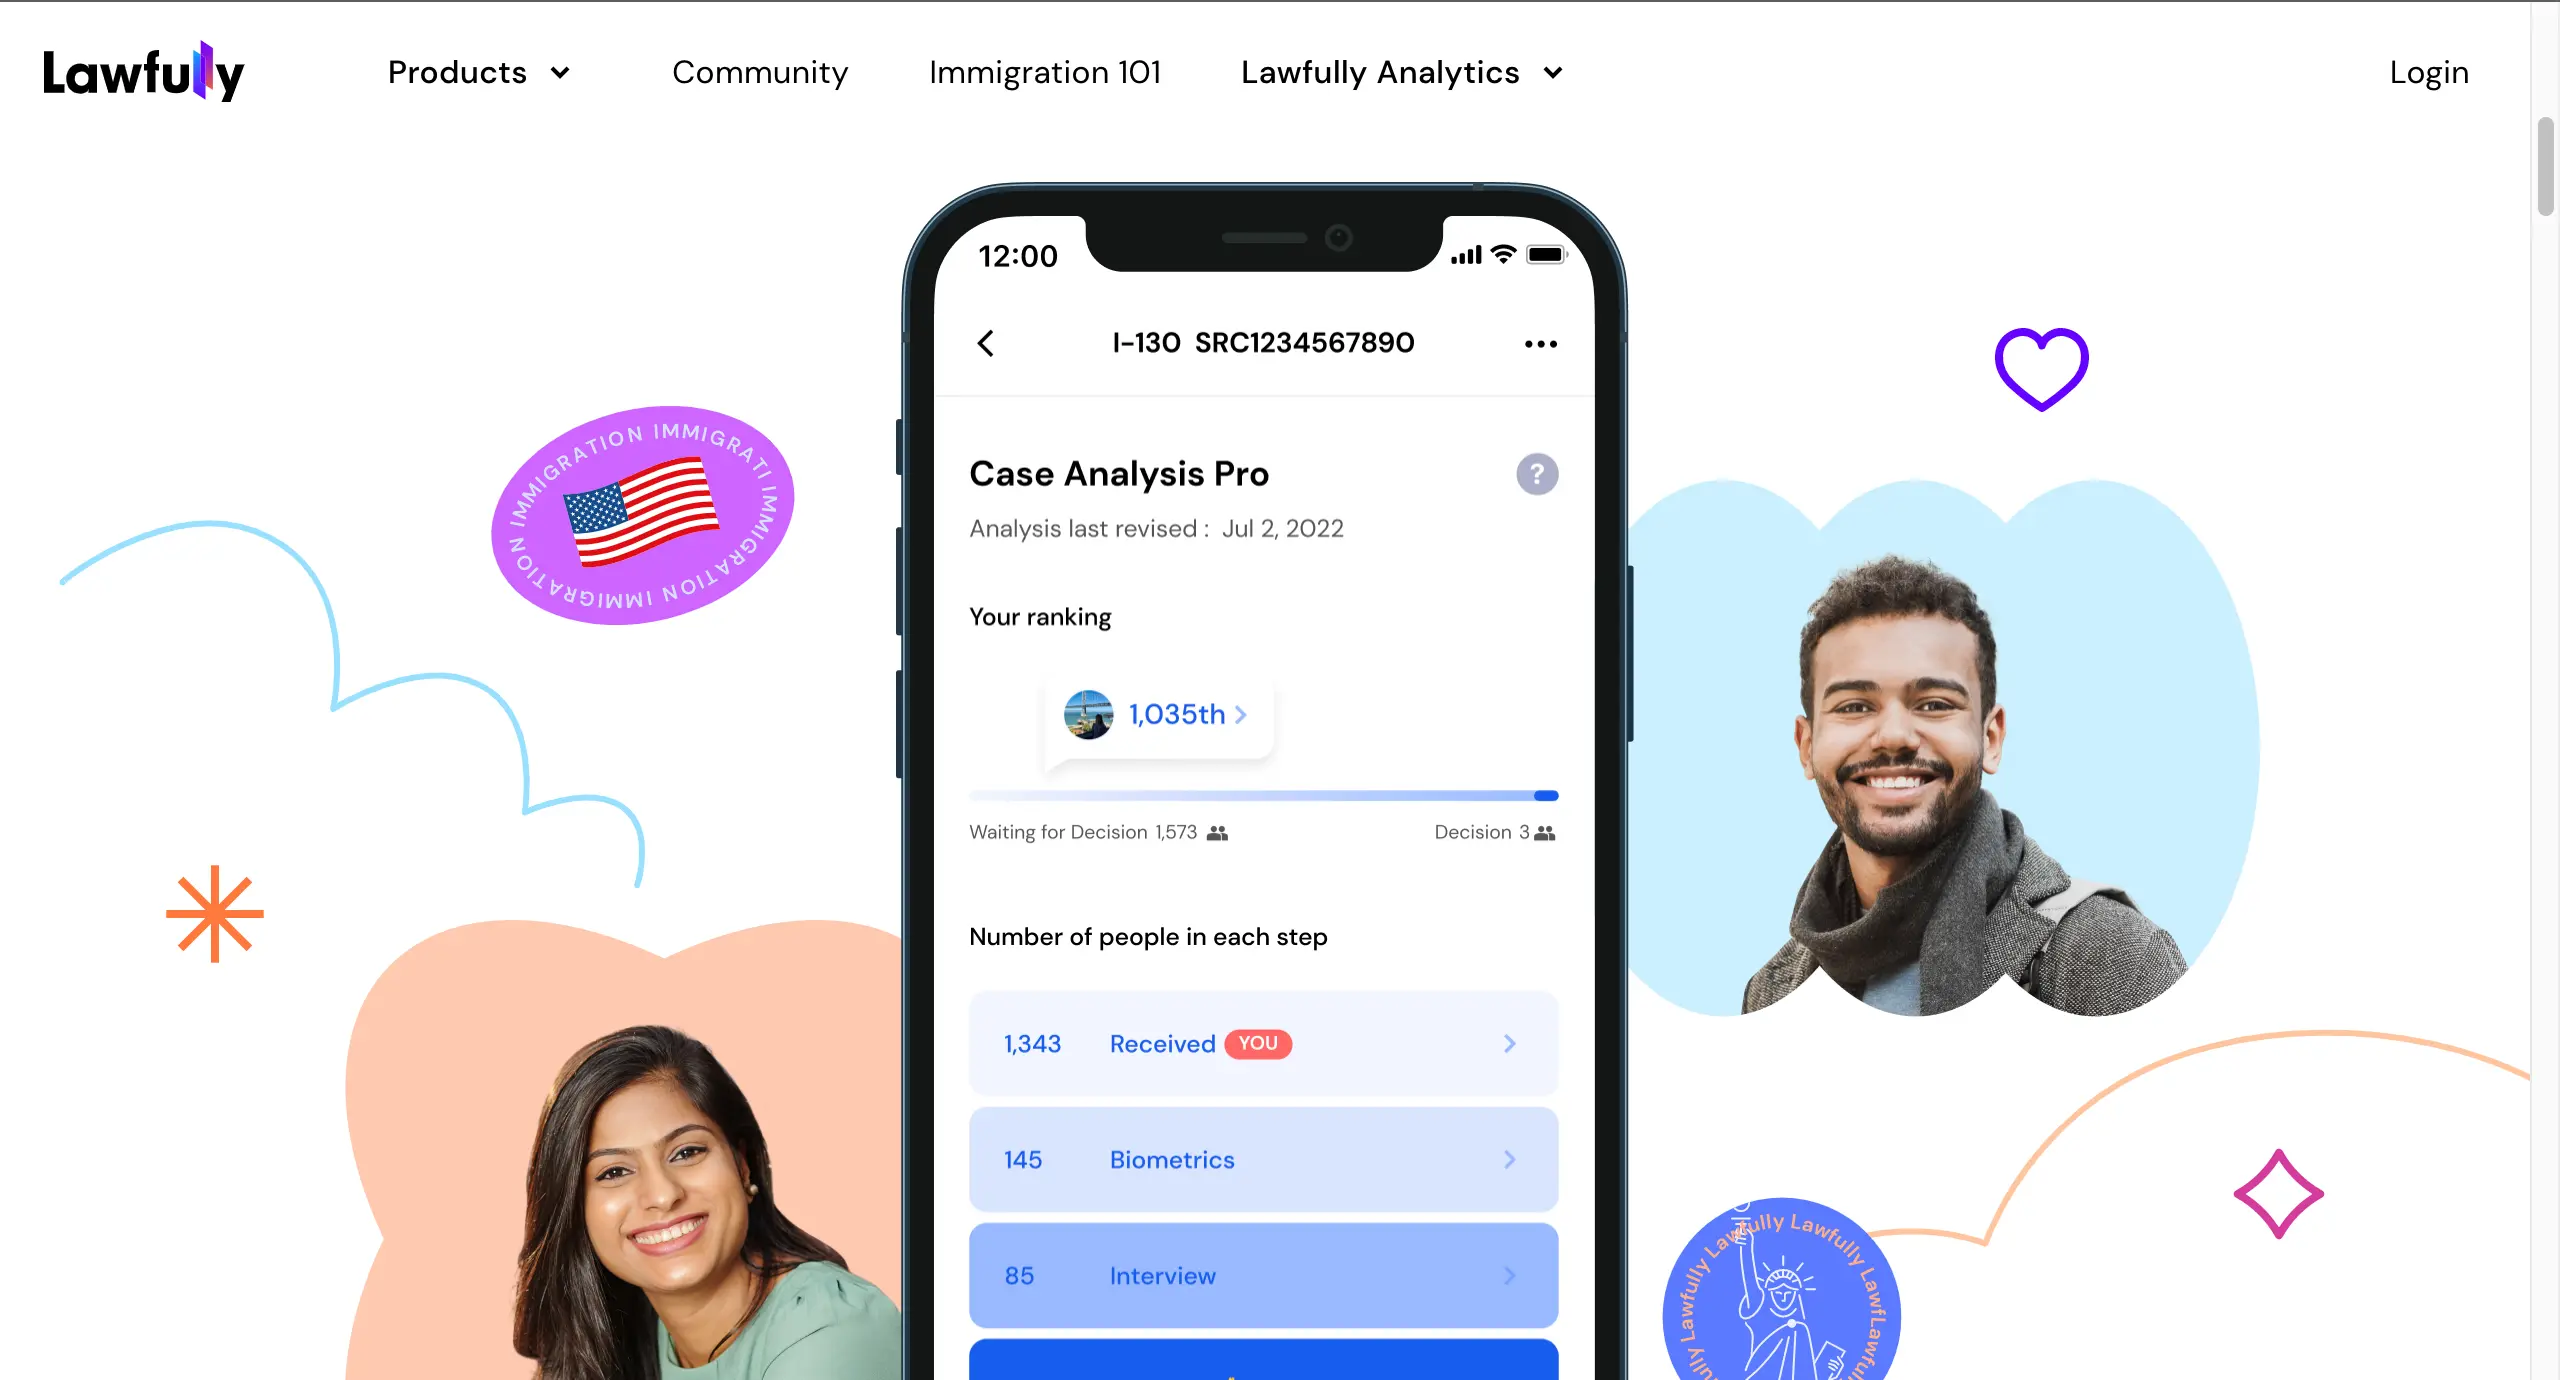 Lawfully
Products
Community
Immigration 101
Lawfully Analytics
Login
12:00
I-130 SRC1234567890
Case Analysis Pro
?
Analysis last revised : Jul 2, 2022
Your ranking
1,035th
Waiting for Decision 1,573
Decision 3
Number of people in each step
1,343 Received YOU
145 Biometrics
85 Interview
IMMIGRATION IMMIGRATI IMMIGRATION IMMIGRATION
Lawfully Lawfully Lawfully Lawf